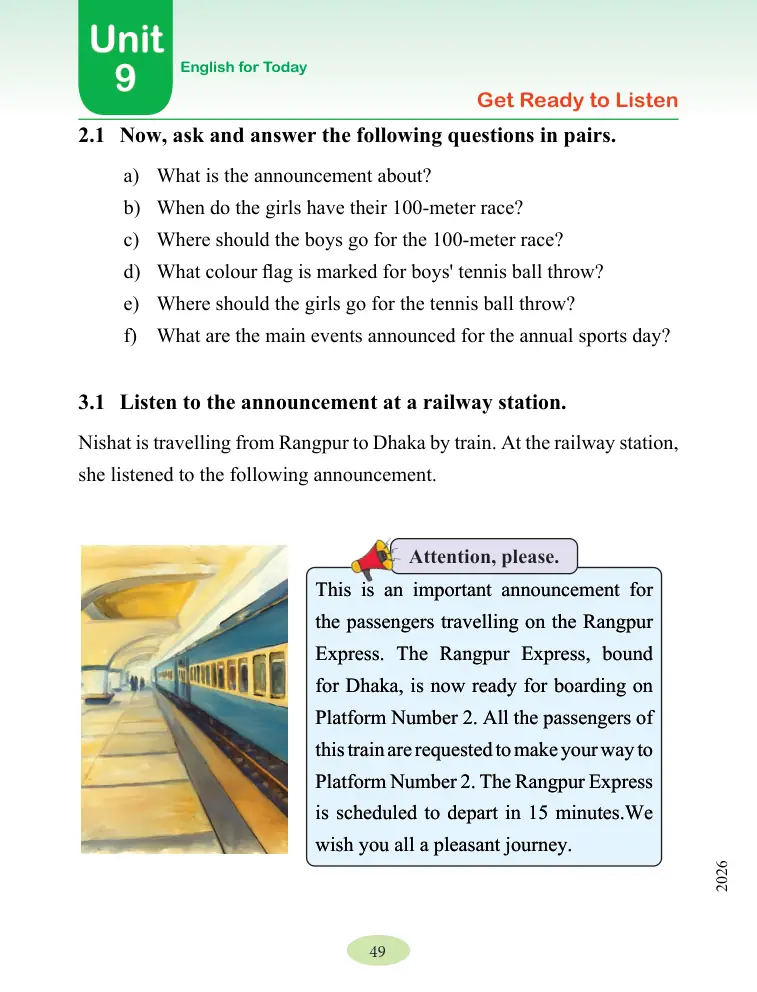 Unit
9
English for Today
Get Ready to Listen
2.1 Now, ask and answer the following questions in pairs.
a) What is the announcement about?
b) When do the girls have their 100-meter race?
c) Where should the boys go for the 100-meter race?
d) What colour flag is marked for boys' tennis ball throw?
e) Where should the girls go for the tennis ball throw?
f) What are the main events announced for the annual sports day?
3.1 Listen to the announcement at a railway station.
Nishat is travelling from Rangpur to Dhaka by train. At the railway station,
she listened to the following announcement.
Attention, please.
This is an important announcement for
the passengers travelling on the Rangpur
Express. The Rangpur Express, bound
for Dhaka, is now ready for boarding on
Platform Number 2. All the passengers of
this train are requested to make your way to
Platform Number 2. The Rangpur Express
is scheduled to depart in 15 minutes.We
wish you all a pleasant journey.
2026
49